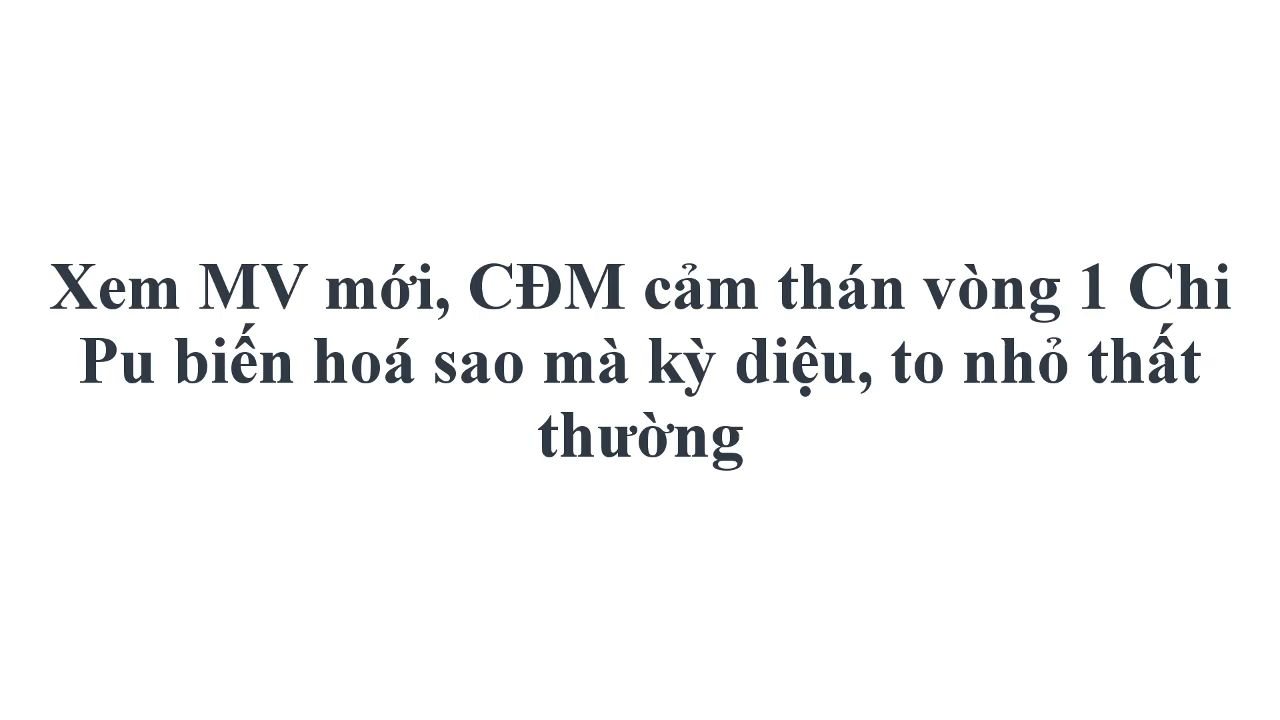 Xem MV mới, CĐM cảm thán vòng 1 Chi
Pu biến hoá sao mà kỳ diệu, to nhỏ thất
thường